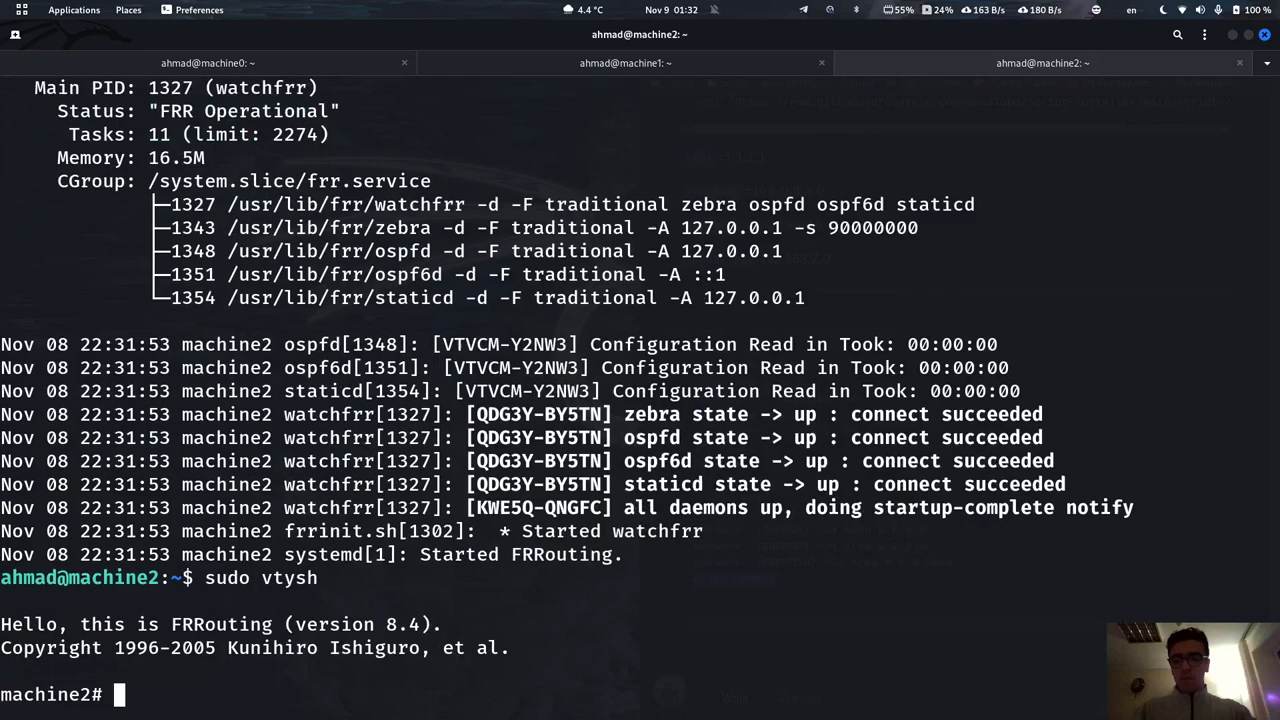 Applications Places Preferences 4.4 °C Nov 9 01:32 55% 24% 163 B/s 180 B/s en 100 %
ahmad@machine2: ~
ahmad@machine0: ~ ahmad@machine1: ~ ahmad@machine2: ~
Main PID: 1327 (watchfrr)
Status: "FRR Operational"
Tasks: 11 (limit: 2274)
Memory: 16.5M
CGroup: /system.slice/frr.service
├─1327 /usr/lib/frr/watchfrr -d -F traditional zebra ospfd ospf6d staticd
├─1343 /usr/lib/frr/zebra -d -F traditional -A 127.0.0.1 -s 90000000
├─1348 /usr/lib/frr/ospfd -d -F traditional -A 127.0.0.1
├─1351 /usr/lib/frr/ospf6d -d -F traditional -A ::1
└─1354 /usr/lib/frr/staticd -d -F traditional -A 127.0.0.1
Nov 08 22:31:53 machine2 ospfd[1348]: [VTVCM-Y2NW3] Configuration Read in Took: 00:00:00
Nov 08 22:31:53 machine2 ospf6d[1351]: [VTVCM-Y2NW3] Configuration Read in Took: 00:00:00
Nov 08 22:31:53 machine2 staticd[1354]: [VTVCM-Y2NW3] Configuration Read in Took: 00:00:00
Nov 08 22:31:53 machine2 watchfrr[1327]: [QDG3Y-BY5TN] zebra state -> up : connect succeeded
Nov 08 22:31:53 machine2 watchfrr[1327]: [QDG3Y-BY5TN] ospfd state -> up : connect succeeded
Nov 08 22:31:53 machine2 watchfrr[1327]: [QDG3Y-BY5TN] ospf6d state -> up : connect succeeded
Nov 08 22:31:53 machine2 watchfrr[1327]: [QDG3Y-BY5TN] staticd state -> up : connect succeeded
Nov 08 22:31:53 machine2 watchfrr[1327]: [KWE5Q-QNGFC] all daemons up, doing startup-complete notify
Nov 08 22:31:53 machine2 frrinit.sh[1302]:  * Started watchfrr
Nov 08 22:31:53 machine2 systemd[1]: Started FRRouting.
ahmad@machine2:~$ sudo vtysh
Hello, this is FRRouting (version 8.4).
Copyright 1996-2005 Kunihiro Ishiguro, et al.
machine2#